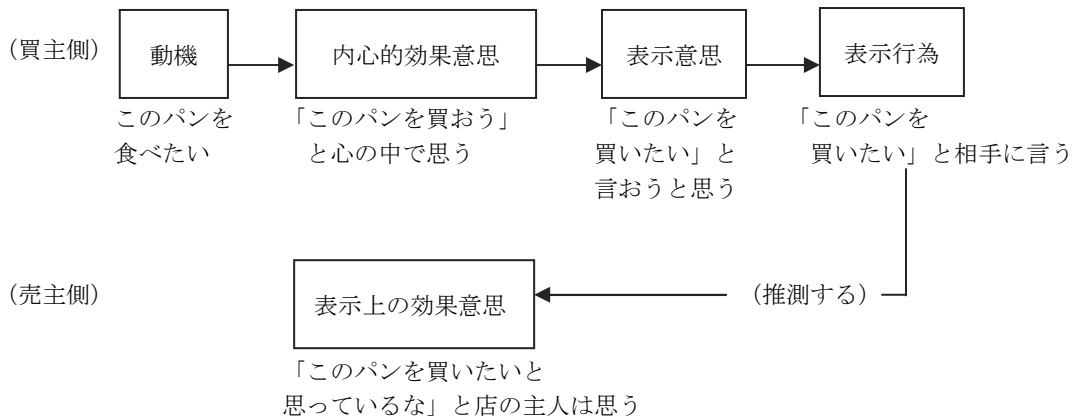 (買主側)
動機
内心的効果意思
表示意思
表示行為
このパンを
食べたい
「このパンを買おう」
と心の中で思う
「このパンを
買いたい」と
言おうと思う
「このパンを
買いたい」と相手に言う
(売主側)
表示上の効果意思
(推測する)
「このパンを買いたいと
思っているな」と店の主人は思う